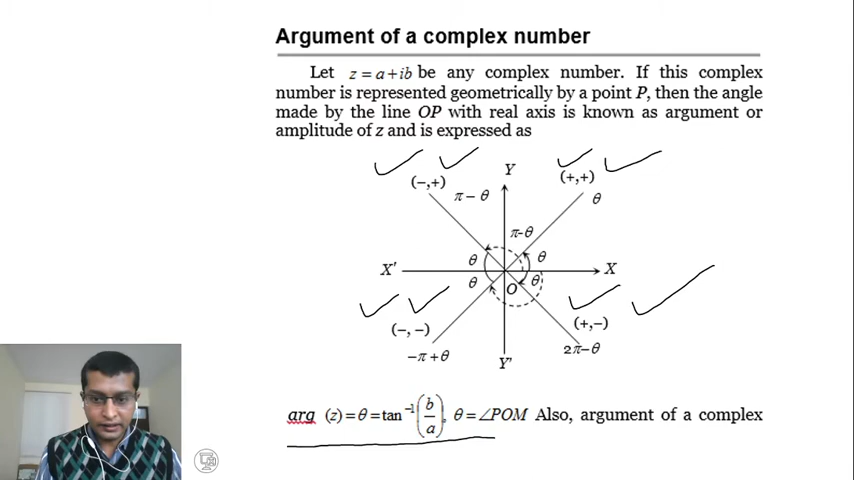 Argument of a complex number
Let z = a + ib be any complex number. If this complex
number is represented geometrically by a point P, then the angle
made by the line OP with real axis is known as argument or
amplitude of z and is expressed as
Y
(−,+)
(+,+)
π − θ
θ
π-θ
θ
θ
X'
X
θ
O
θ
(−, −)
(+,−)
−π + θ
2π−θ
Y'
arg (z) = θ = tan⁻¹(b/a), θ = ∠POM Also, argument of a complex